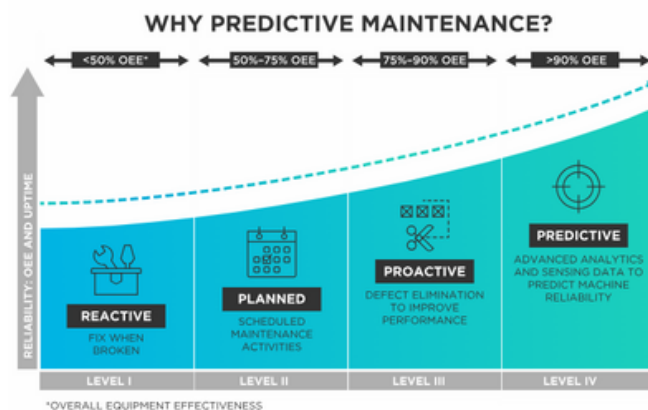 WHY PREDICTIVE MAINTENANCE?
<50% OEE*
50%-75% OEE
75%-90% OEE
>90% OEE
RELIABILITY: OEE AND UPTIME
REACTIVE
FIX WHEN
BROKEN
PLANNED
SCHEDULED
MAINTENANCE
ACTIVITIES
PROACTIVE
DEFECT ELIMINATION
TO IMPROVE
PERFORMANCE
PREDICTIVE
ADVANCED ANALYTICS
AND SENSING DATA TO
PREDICT MACHINE
RELIABILITY
LEVEL I
LEVEL II
LEVEL III
LEVEL IV
*OVERALL EQUIPMENT EFFECTIVENESS